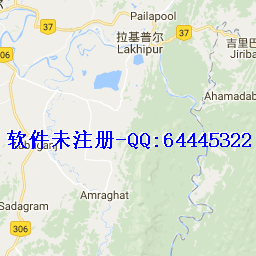 Pailapool
37
37
拉基普尔
Lakhipur
吉里巴
Jiriba
Ahamadab
软件未注册-QQ:64445322
Amraghat
Sadagram
306